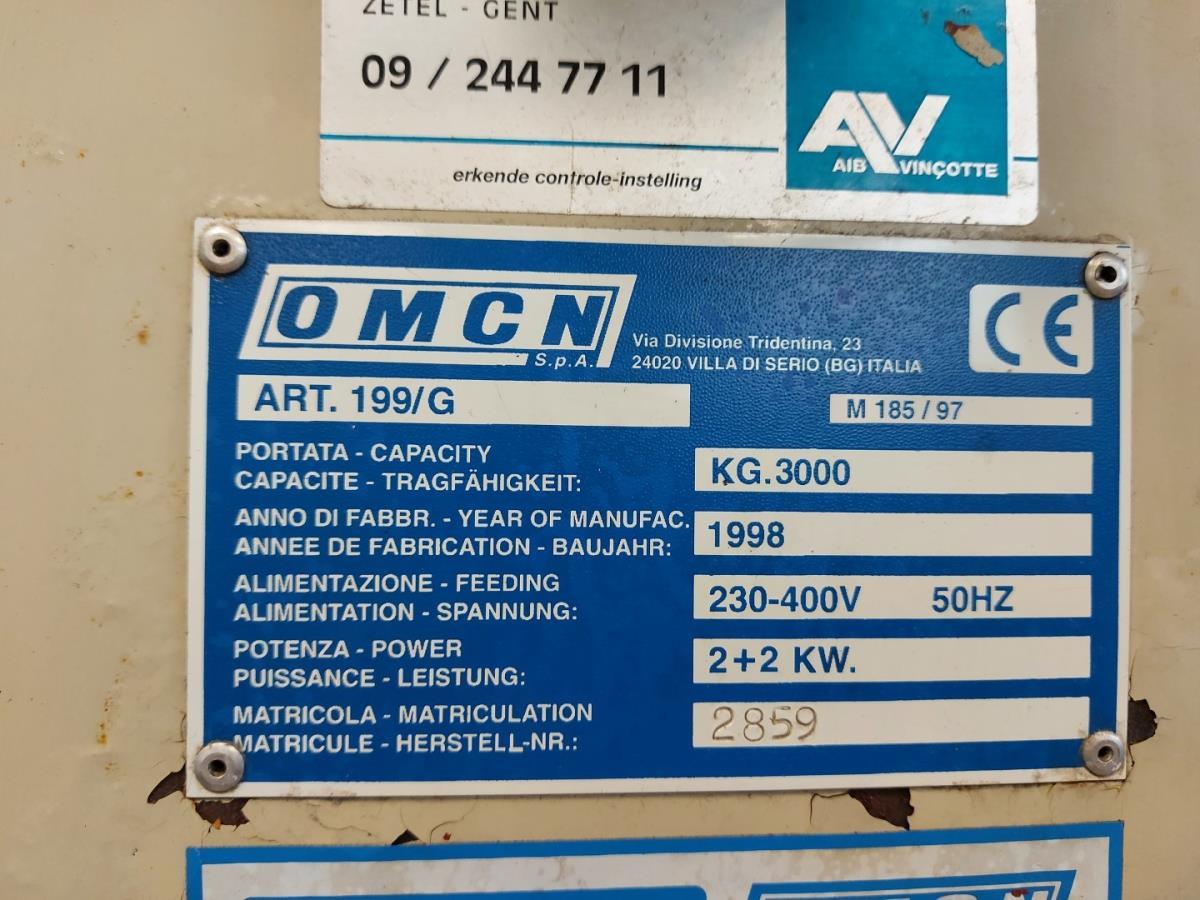 ZETEL - GENT
09 / 244 77 11
AV
AIB VINÇOTTE
erkende controle-instelling
OMCN
S.p.A.
Via Divisione Tridentina, 23
24020 VILLA DI SERIO (BG) ITALIA
CE
ART. 199/G
M 185 / 97
PORTATA - CAPACITY
CAPACITE - TRAGFÄHIGKEIT:
KG.3000
ANNO DI FABBR. - YEAR OF MANUFAC.
ANNEE DE FABRICATION - BAUJAHR:
1998
ALIMENTAZIONE - FEEDING
ALIMENTATION - SPANNUNG:
230-400V 50HZ
POTENZA - POWER
PUISSANCE - LEISTUNG:
2+2 KW.
MATRICOLA - MATRICULATION
MATRICULE - HERSTELL-NR.:
2859
OMCN